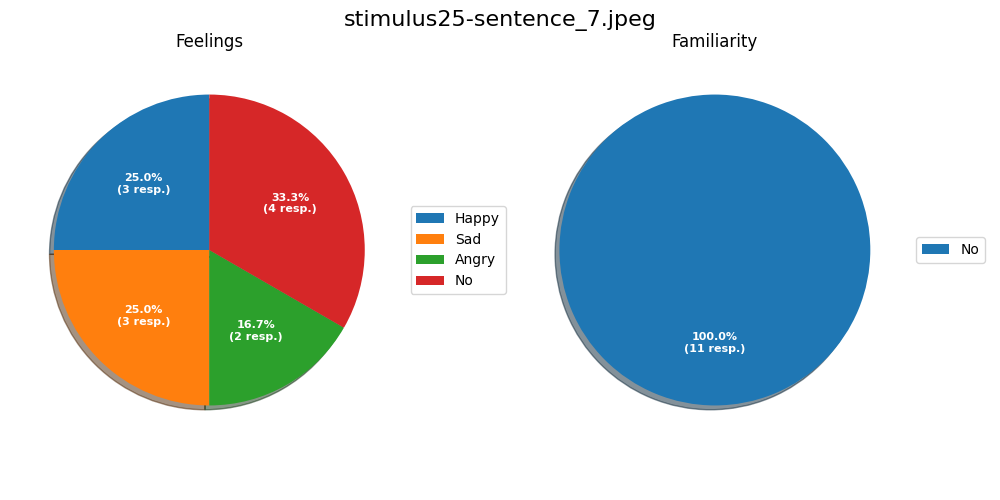 stimulus25-sentence_7.jpeg
Feelings
25.0%
(3 resp.)
33.3%
(4 resp.)
25.0%
(3 resp.)
16.7%
(2 resp.)
Happy
Sad
Angry
No
Familiarity
100.0%
(11 resp.)
No